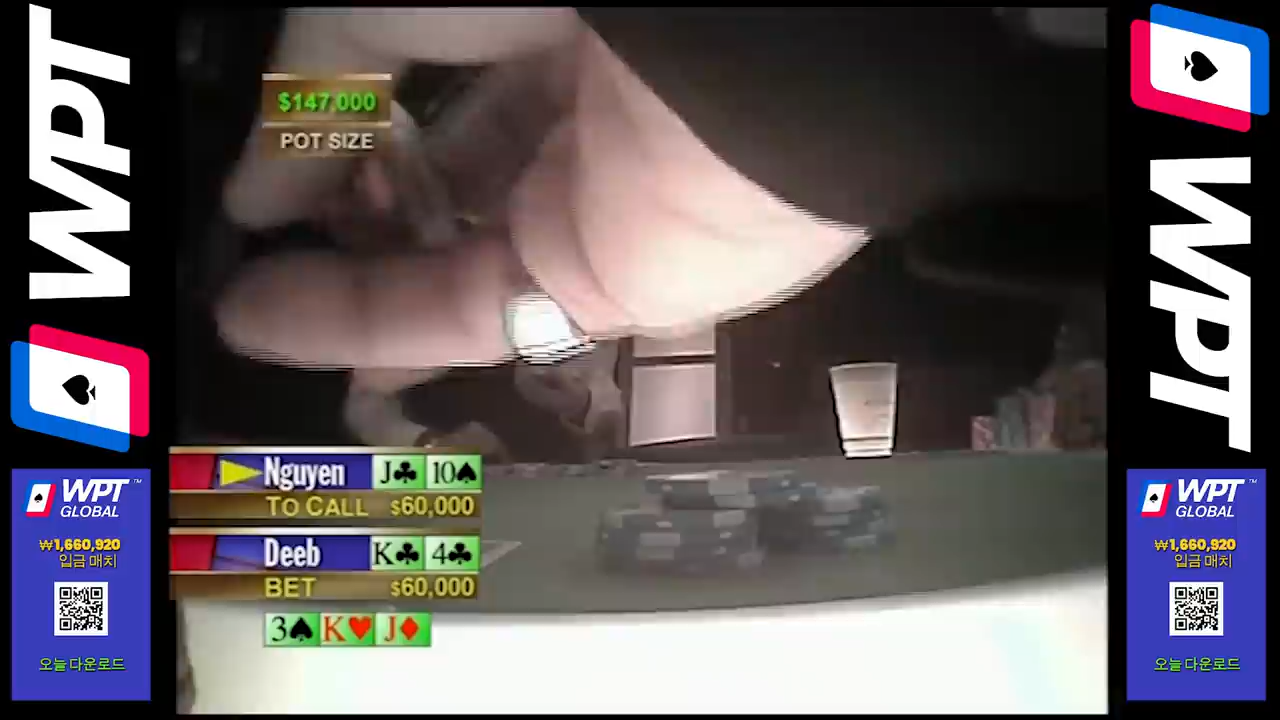 WPT
WPT™
GLOBAL
₩1,660,920
입금 매치
오늘 다운로드
$147,000
POT SIZE
Nguyen J♣ 10♠
TO CALL $60,000
Deeb K♣ 4♣
BET $60,000
3♠ K♥ J♦
WPT
WPT™
GLOBAL
₩1,660,920
입금 매치
오늘 다운로드